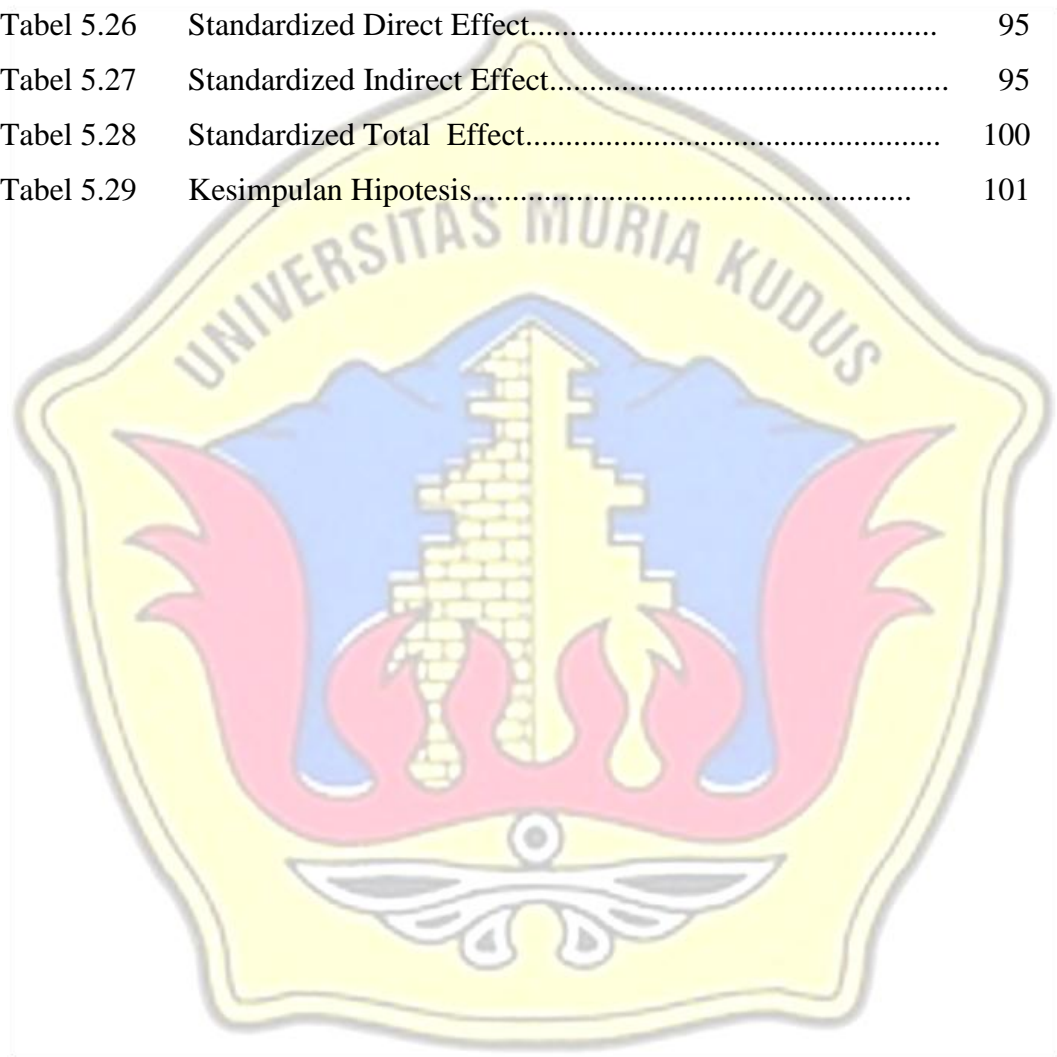 Tabel 5.26 Standardized Direct Effect................................................... 95
Tabel 5.27 Standardized Indirect Effect.................................................. 95
Tabel 5.28 Standardized Total  Effect.................................................... 100
Tabel 5.29 Kesimpulan Hipotesis....................................................... 101
UNIVERSITAS MURIA KUDUS